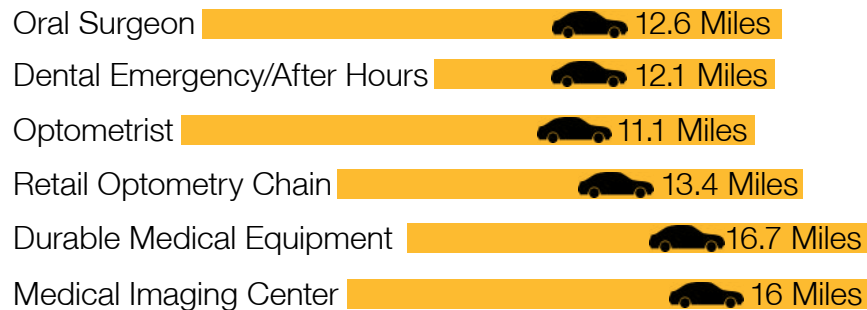 Oral Surgeon 12.6 Miles
Dental Emergency/After Hours 12.1 Miles
Optometrist 11.1 Miles
Retail Optometry Chain 13.4 Miles
Durable Medical Equipment 16.7 Miles
Medical Imaging Center 16 Miles